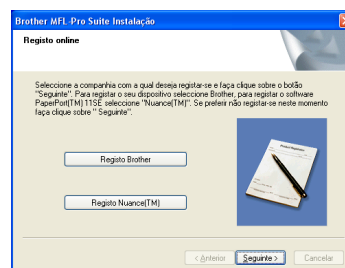 Brother MFL-Pro Suite Instalação
Registo online
Seleccione a companhia com a qual deseja registar-se e faça clique sobre o botão
"Seguinte". Para registar o seu dispositivo seleccione Brother, para registar o software
PaperPort(TM) 11SE seleccione "Nuance(TM)". Se preferir não registar-se neste momento
faça clique sobre " Seguinte".
Registo Brother
Registo Nuance(TM)
< Anterior
Seguinte >
Cancelar